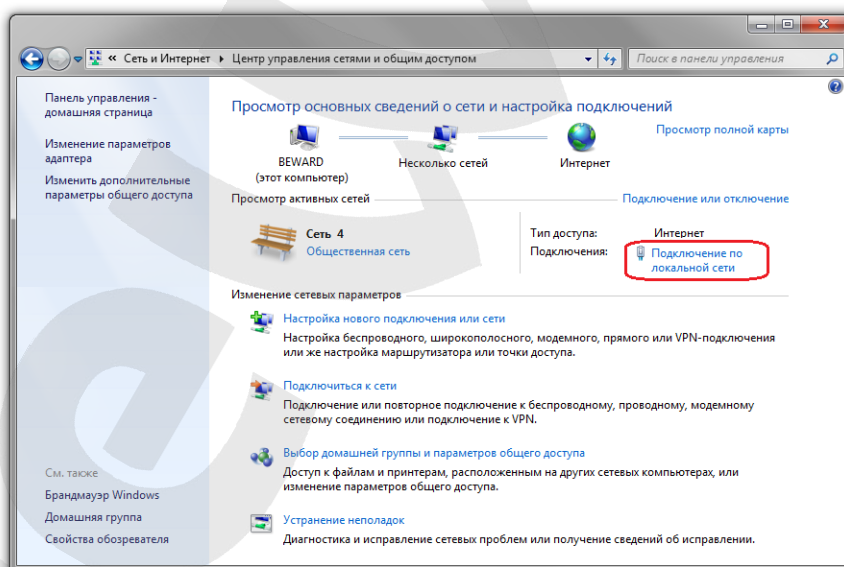 « Сеть и Интернет ▸ Центр управления сетями и общим доступом
Поиск в панели управления
Панель управления -
домашняя страница
Изменение параметров
адаптера
Изменить дополнительные
параметры общего доступа
См. также
Брандмауэр Windows
Домашняя группа
Свойства обозревателя
Просмотр основных сведений о сети и настройка подключений
Просмотр полной карты
BEWARD
(этот компьютер)
Несколько сетей
Интернет
Просмотр активных сетей
Подключение или отключение
Сеть 4
Общественная сеть
Тип доступа: Интернет
Подключения: Подключение по
локальной сети
Изменение сетевых параметров
Настройка нового подключения или сети
Настройка беспроводного, широкополосного, модемного, прямого или VPN-подключения
или же настройка маршрутизатора или точки доступа.
Подключиться к сети
Подключение или повторное подключение к беспроводному, проводному, модемному
сетевому соединению или подключение к VPN.
Выбор домашней группы и параметров общего доступа
Доступ к файлам и принтерам, расположенным на других сетевых компьютерах, или
изменение параметров общего доступа.
Устранение неполадок
Диагностика и исправление сетевых проблем или получение сведений об исправлении.